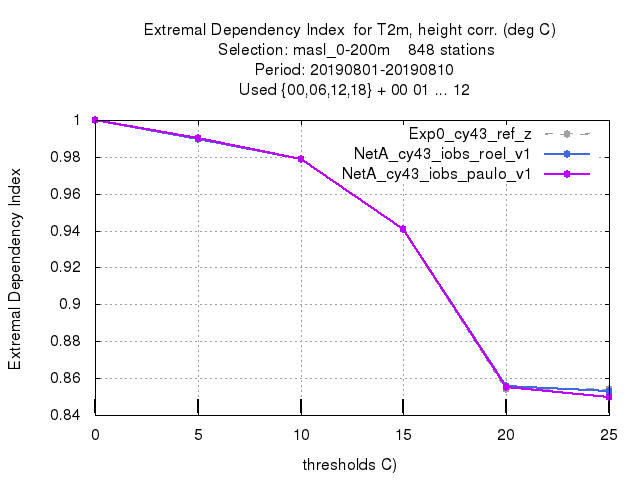 Extremal Dependency Index  for T2m, height corr. (deg C)
Selection: masl_0-200m    848 stations
Period: 20190801-20190810
Used {00,06,12,18} + 00 01 ... 12
Exp0_cy43_ref_z
NetA_cy43_iobs_roel_v1
NetA_cy43_iobs_paulo_v1
Extremal Dependency Index
1
0.98
0.96
0.94
0.92
0.9
0.88
0.86
0.84
0 5 10 15 20 25
thresholds C)